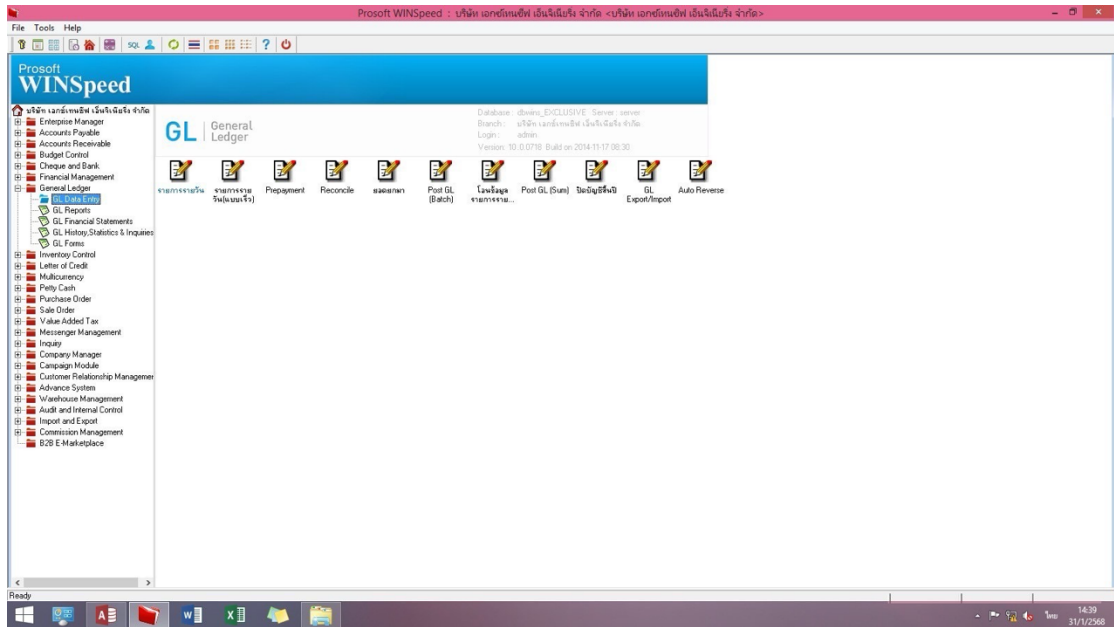 Prosoft WINSpeed : บริษัท เอกซ์เทนซีฟ เอ็นจิเนียริ่ง จำกัด <บริษัท เอกซ์เทนซีฟ เอ็นจิเนียริ่ง จำกัด>
File Tools Help
SQL
Prosoft
WINSpeed
บริษัท เอกซ์เทนซีฟ เอ็นจิเนียริ่ง จำกัด
Enterprise Manager
Accounts Payable
Accounts Receivable
Budget Control
Cheque and Bank
Financial Management
General Ledger
GL Data Entry
GL Reports
GL Financial Statements
GL History,Statistics & Inquiries
GL Forms
Inventory Control
Letter of Credit
Multicurrency
Petty Cash
Purchase Order
Sale Order
Value Added Tax
Messenger Management
Inquiry
Company Manager
Campaign Module
Customer Relationship Managemer
Advance System
Warehouse Management
Audit and Internal Control
Import and Export
Commission Management
B2B E-Marketplace
GL General
Ledger
Database : dbwins_EXCLUSIVE Server : server
Branch : บริษัท เอกซ์เทนซีฟ เอ็นจิเนียริ่ง จำกัด
Login : admin
Version: 10.0.0718 Build on 2014-11-17 08:30
รายการรายวัน
รายการราย
วัน(แบบเร็ว)
Prepayment
Reconcile
ยอดยกมา
Post GL
(Batch)
โอนข้อมูล
รายการราย...
Post GL (Sum)
ปิดบัญชีสิ้นปี
GL
Export/Import
Auto Reverse
Ready
ไทย
14:39
31/1/2568